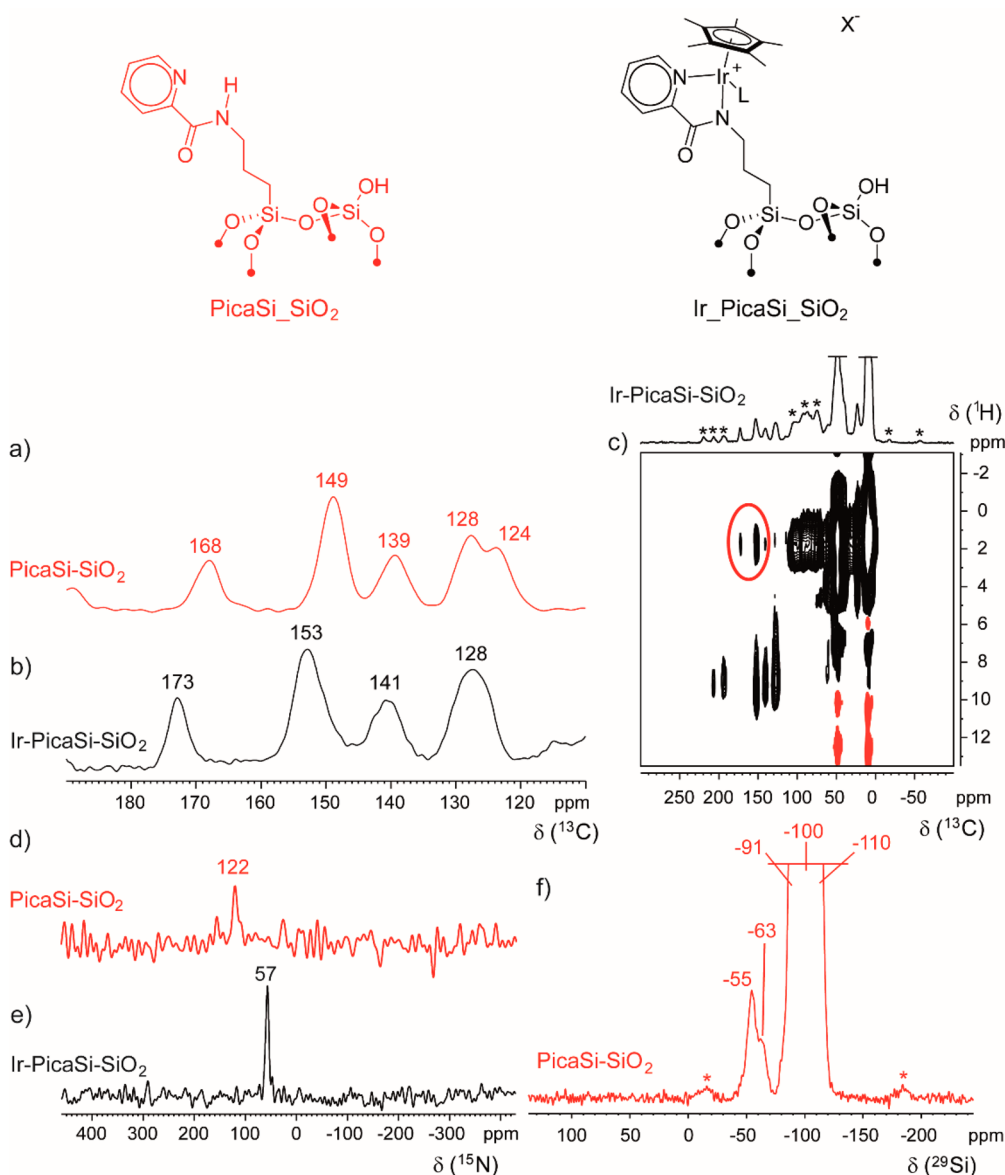 X⁻
N H
N
O
Si O Si OH
O O O O O
PicaSi_SiO₂
Ir⁺
N L
N
O
Si O Si OH
O O O O O
Ir_PicaSi_SiO₂
a)
PicaSi-SiO₂
168 149 139 128 124
b)
Ir-PicaSi-SiO₂
173 153 141 128
180 170 160 150 140 130 120 ppm
δ (¹³C)
Ir-PicaSi-SiO₂
* * * * * * * *
c)
δ (¹H)
ppm
-2
0
2
4
6
8
10
12
250 200 150 100 50 0 -50 ppm
δ (¹³C)
d)
PicaSi-SiO₂
122
e)
Ir-PicaSi-SiO₂
57
400 300 200 100 0 -100 -200 -300 ppm
δ (¹⁵N)
f)
-100
-91 -110
-63
-55
PicaSi-SiO₂
* *
100 50 0 -50 -100 -150 -200 ppm
δ (²⁹Si)